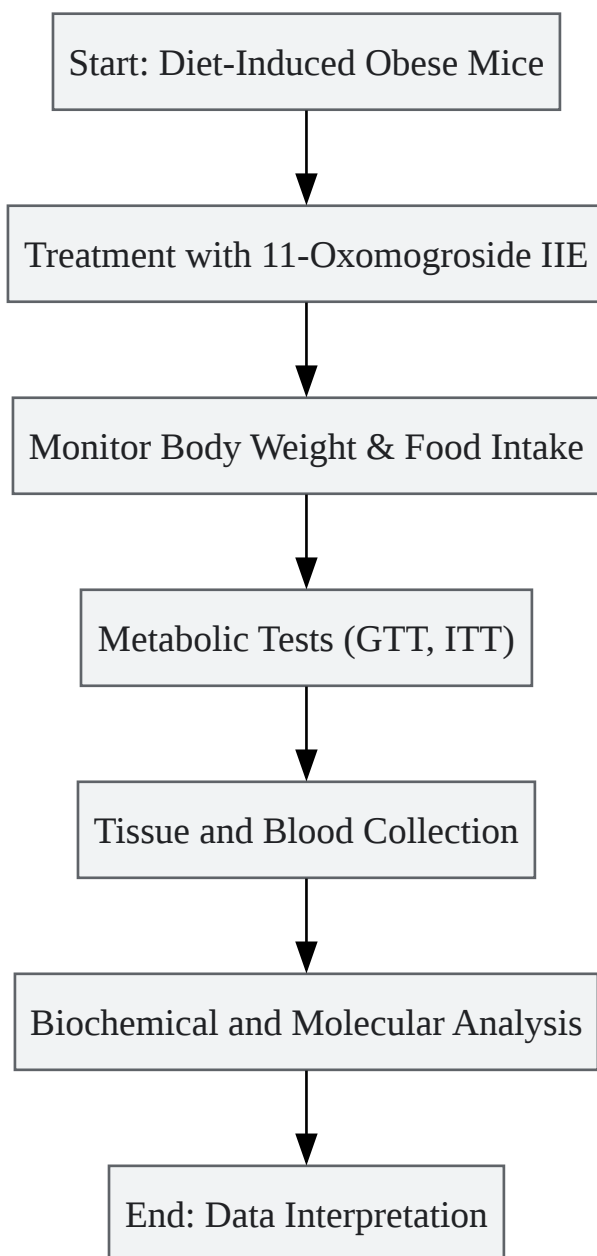 Start: Diet-Induced Obese Mice
Treatment with 11-Oxomogroside IIE
Monitor Body Weight & Food Intake
Metabolic Tests (GTT, ITT)
Tissue and Blood Collection
Biochemical and Molecular Analysis
End: Data Interpretation